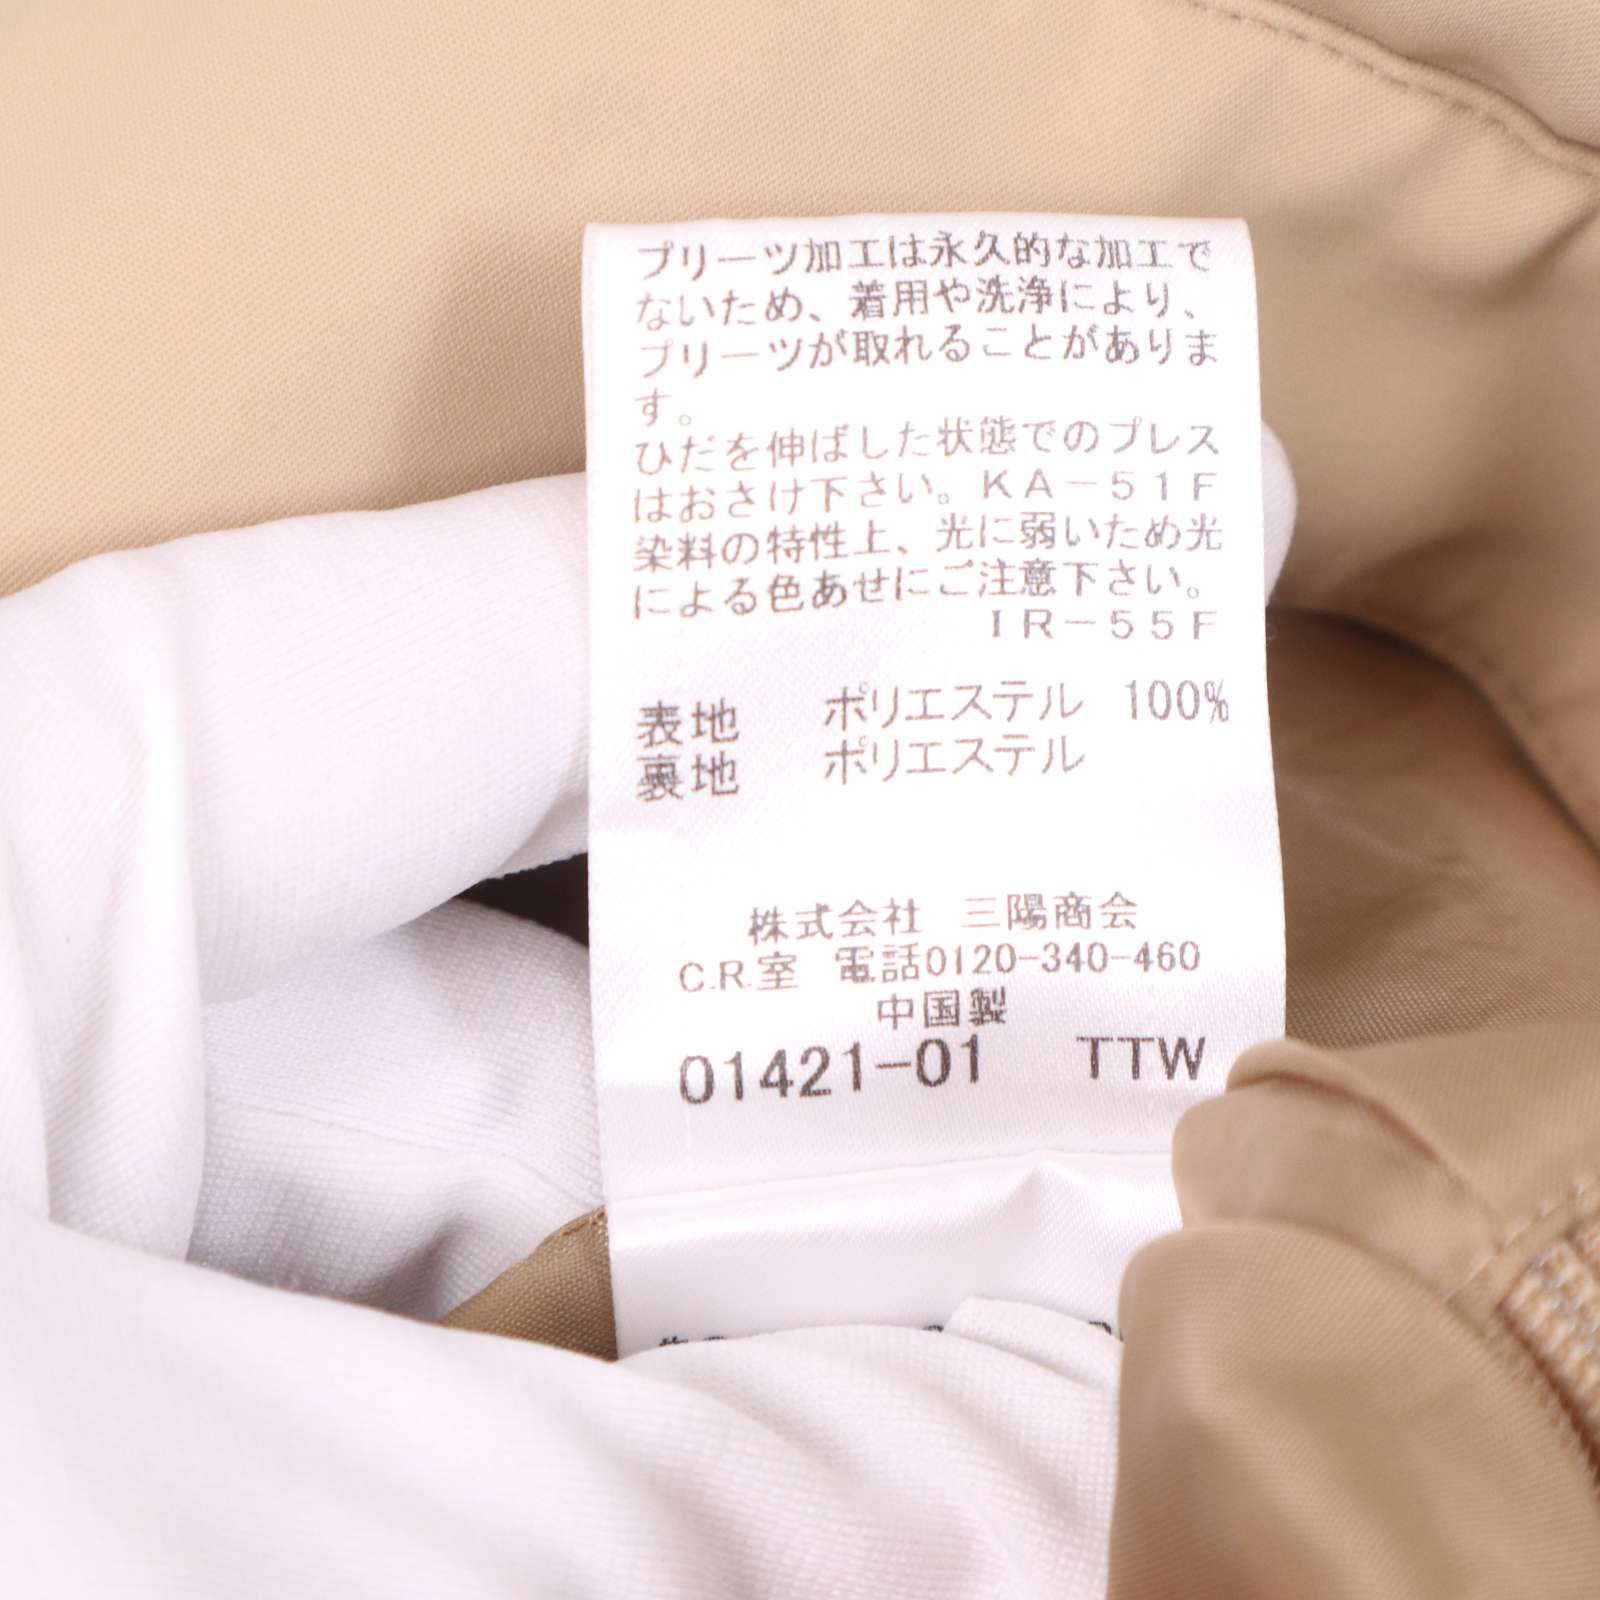 プリーツ加工は永久的な加工で
ないため、着用や洗浄により、
プリーツが取れることがありま
す。
ひだを伸ばした状態でのプレス
はおさけ下さい。KA-51F
染料の特性上、光に弱いため光
による色あせにご注意下さい。
IR-55F
表地 ポリエステル 100%
裏地 ポリエステル
株式会社 三陽商会
C.R.室 電話0120-340-460
中国製
01421-01 TTW